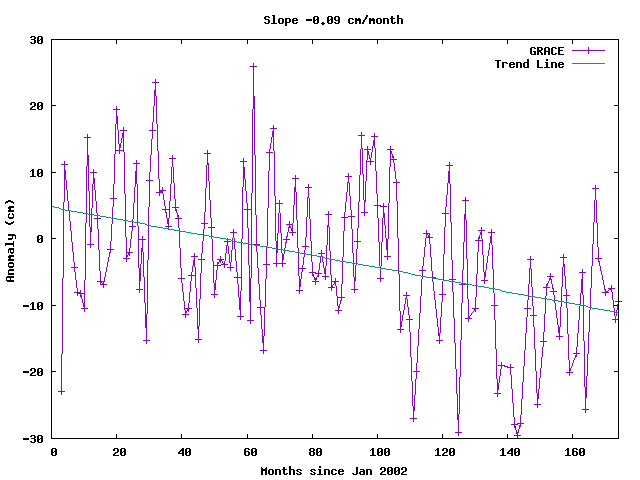 Slope -0.09 cm/month
GRACE
Trend Line
Anomaly (cm)
30
20
10
0
-10
-20
-30
0 20 40 60 80 100 120 140 160
Months since Jan 2002